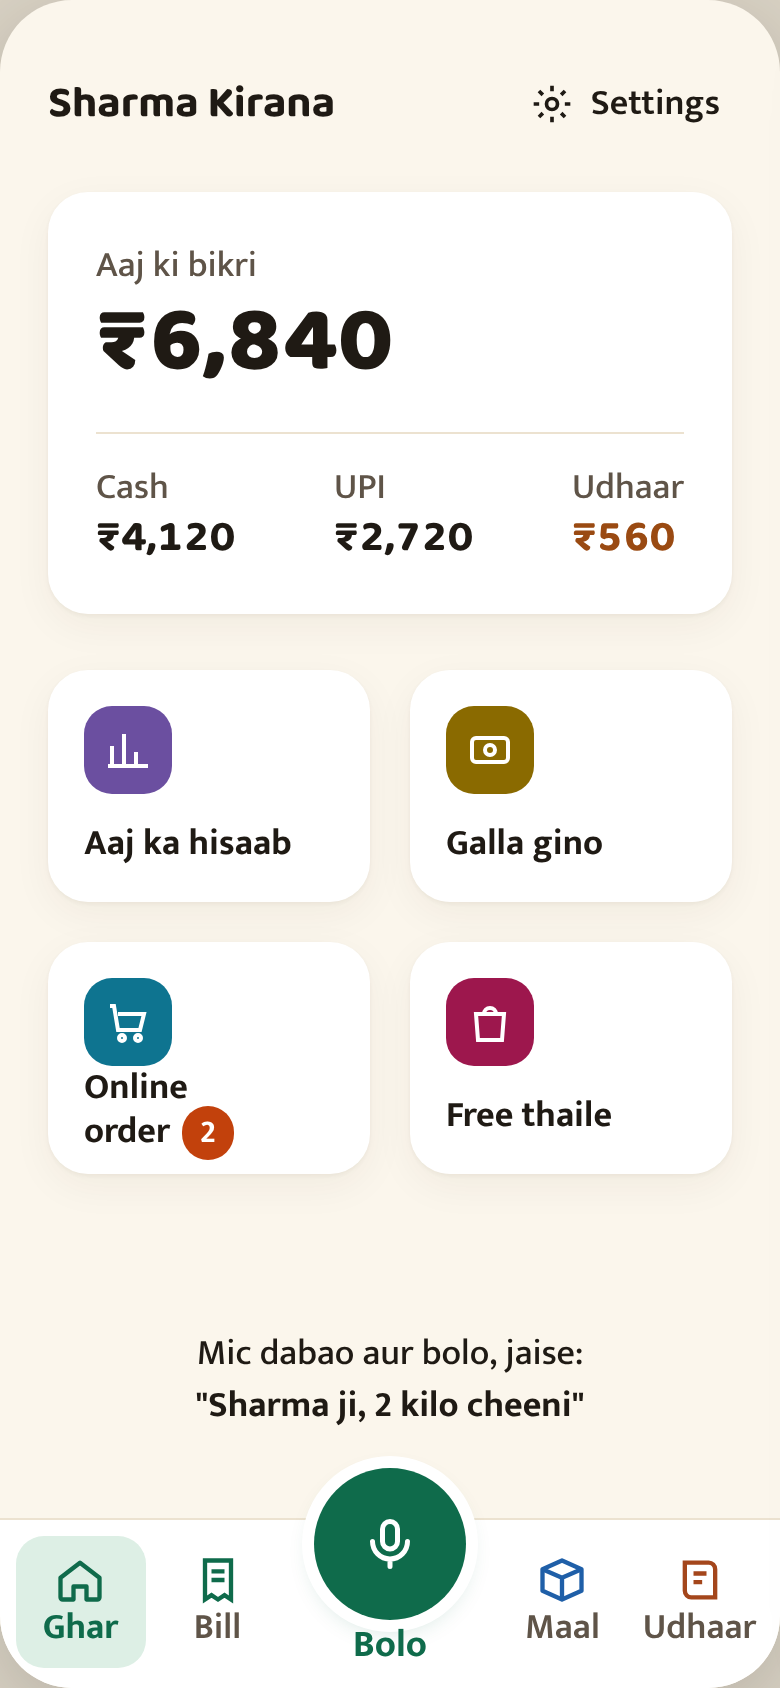 Sharma Kirana
Settings
Aaj ki bikri
₹6,840
Cash UPI Udhaar
₹4,120 ₹2,720 ₹560
Aaj ka hisaab
Galla gino
Online
order 2
Free thaile
Mic dabao aur bolo, jaise:
"Sharma ji, 2 kilo cheeni"
Ghar Bill Bolo Maal Udhaar